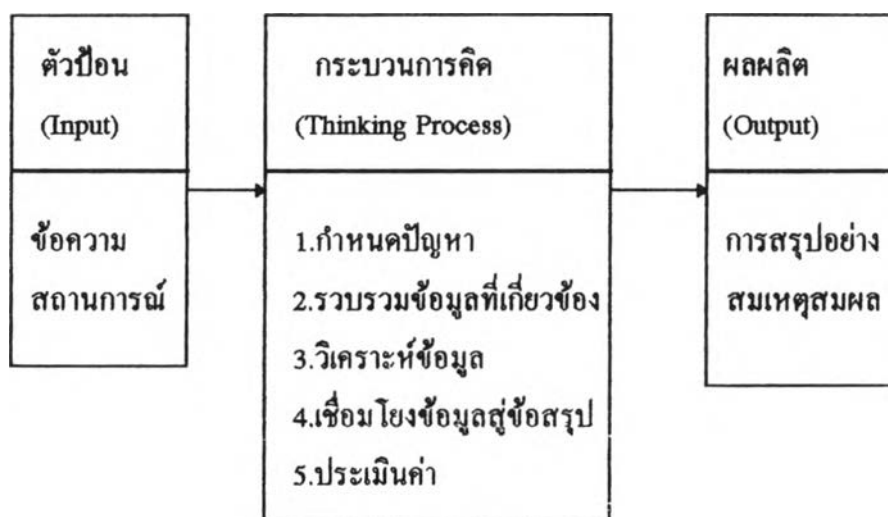 ตัวป้อน
(Input)
ข้อความ
สถานการณ์
กระบวนการคิด
(Thinking Process)
1.กำหนดปัญหา
2.รวบรวมข้อมูลที่เกี่ยวข้อง
3.วิเคราะห์ข้อมูล
4.เชื่อมโยงข้อมูลสู่ข้อสรุป
5.ประเมินค่า
ผลผลิต
(Output)
การสรุปอย่าง
สมเหตุสมผล